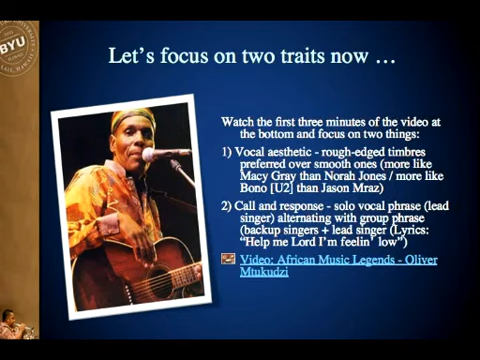 BYU
Let's focus on two traits now …
Watch the first three minutes of the video at
the bottom and focus on two things:
1) Vocal aesthetic - rough-edged timbres
preferred over smooth ones (more like
Macy Gray than Norah Jones / more like
Bono [U2] than Jason Mraz)
2) Call and response - solo vocal phrase (lead
singer) alternating with group phrase
(backup singers + lead singer (Lyrics:
“Help me Lord I'm feelin' low”)
Video: African Music Legends - Oliver
Mtukudzi